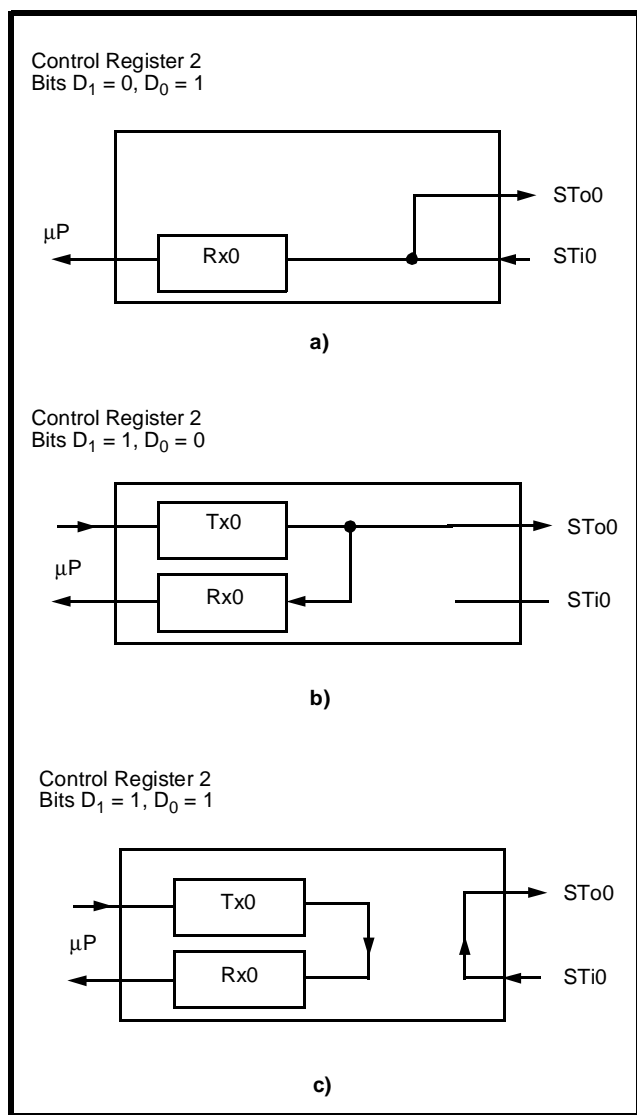 Control Register 2
Bits D₁ = 0, D₀ = 1
STo0
μP
Rx0
STi0
a)
Control Register 2
Bits D₁ = 1, D₀ = 0
Tx0
STo0
μP
Rx0
STi0
b)
Control Register 2
Bits D₁ = 1, D₀ = 1
Tx0
STo0
μP
Rx0
STi0
c)